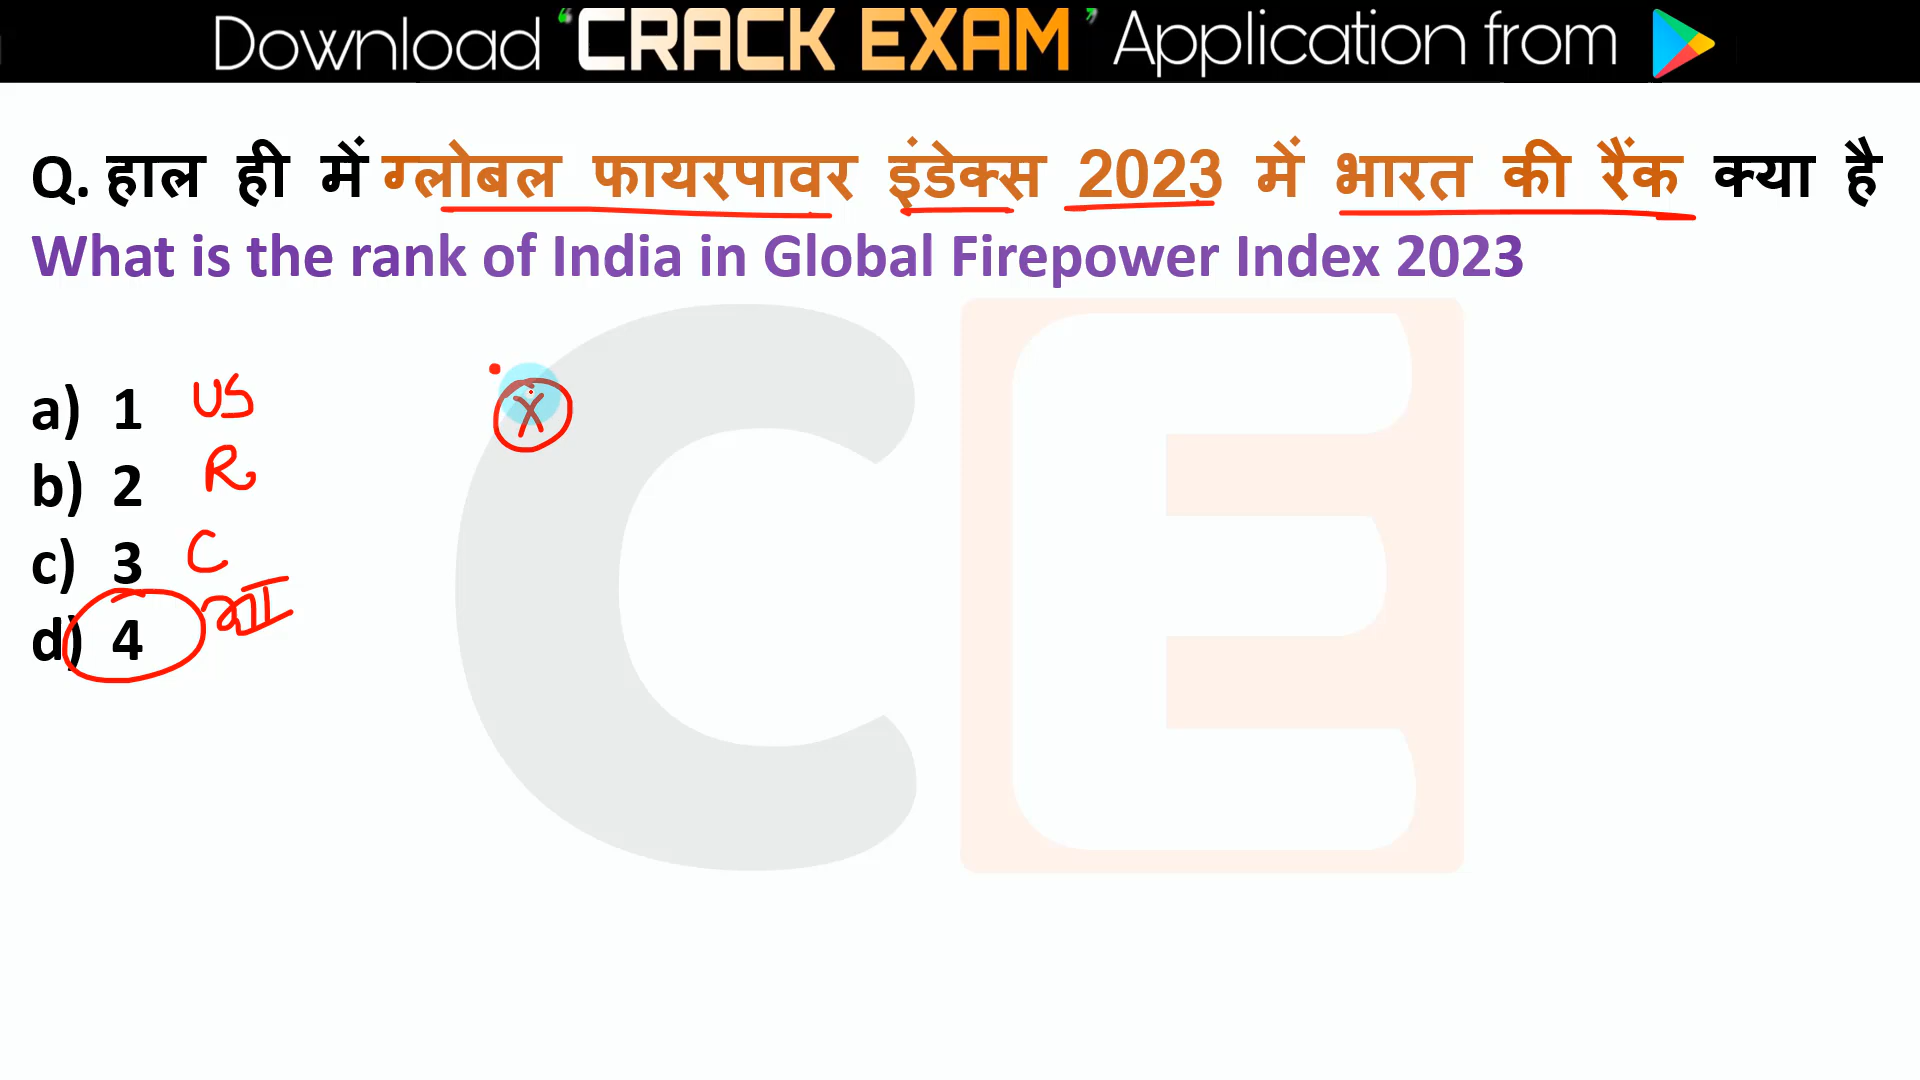 Download ‘CRACK EXAM’ Application from
Q. हाल ही में ग्लोबल फायरपावर इंडेक्स 2023 में भारत की रैंक क्या है
What is the rank of India in Global Firepower Index 2023
a) 1 US
b) 2 R
c) 3 C
d) 4
X
CE